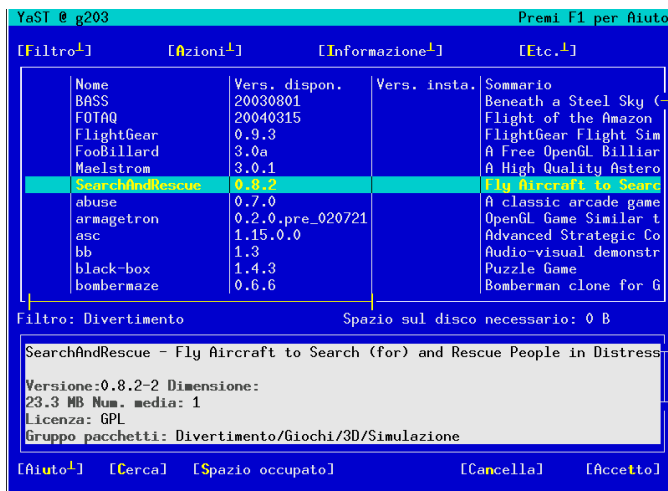 YaST @ g203 Premi F1 per Aiuto
[Filtro┴] [Azioni┴] [Informazione┴] [Etc.┴]
Nome Vers. dispon. Vers. insta. Sommario
BASS 20030801 Beneath a Steel Sky (
FOTAQ 20040315 Flight of the Amazon
FlightGear 0.9.3 FlightGear Flight Sim
FooBillard 3.0a A Free OpenGL Billiar
Maelstrom 3.0.1 A High Quality Astero
SearchAndRescue 0.8.2 Fly Aircraft to Searc
abuse 0.7.0 A classic arcade game
armagetron 0.2.0.pre_020721 OpenGL Game Similar t
asc 1.15.0.0 Advanced Strategic Co
bb 1.3 Audio-visual demonstr
black-box 1.4.3 Puzzle Game
bombermaze 0.6.6 Bomberman clone for G
Filtro: Divertimento Spazio sul disco necessario: 0 B
SearchAndRescue - Fly Aircraft to Search (for) and Rescue People in Distress
Versione:0.8.2-2 Dimensione:
23.3 MB Num. media: 1
Licenza: GPL
Gruppo pacchetti: Divertimento/Giochi/3D/Simulazione
[Aiuto┴] [Cerca] [Spazio occupato] [Cancella] [Accetto]